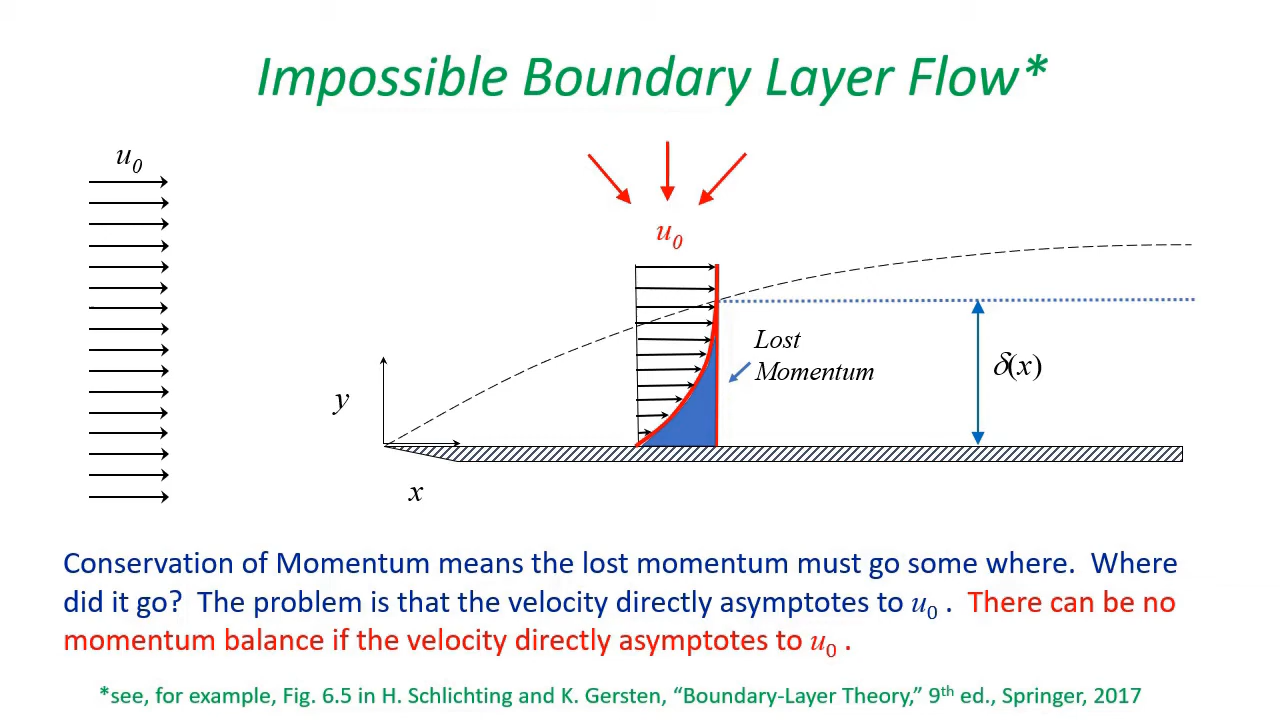 Impossible Boundary Layer Flow*
u0
u0
Lost
Momentum
δ(x)
y
x
Conservation of Momentum means the lost momentum must go some where. Where
did it go? The problem is that the velocity directly asymptotes to u0 . There can be no
momentum balance if the velocity directly asymptotes to u0 .
*see, for example, Fig. 6.5 in H. Schlichting and K. Gersten, “Boundary-Layer Theory,” 9th ed., Springer, 2017